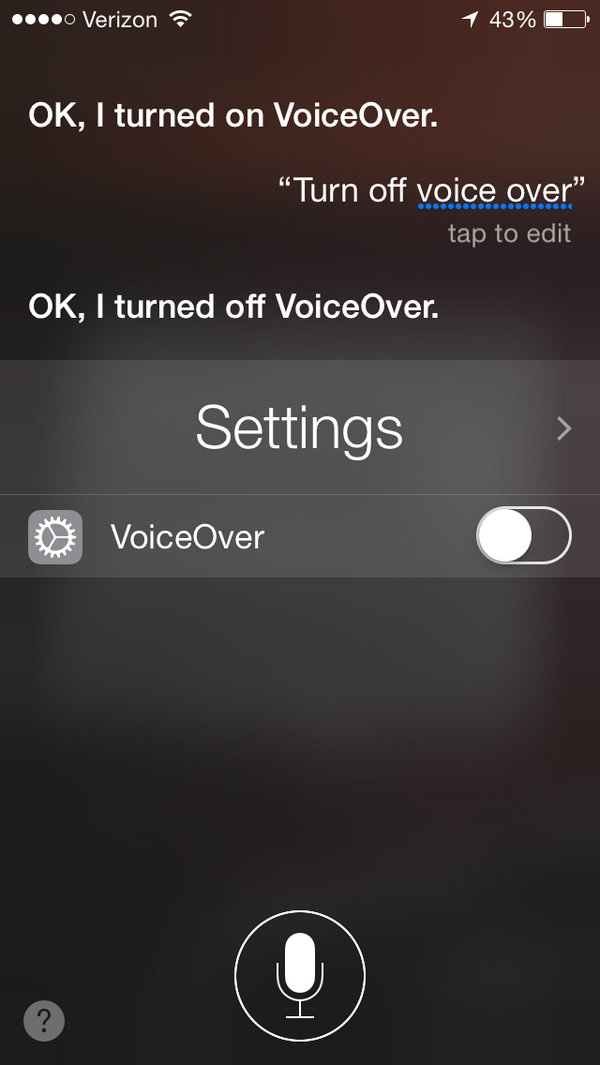 Verizon 43%
OK, I turned on VoiceOver.
“Turn off voice over”
tap to edit
OK, I turned off VoiceOver.
Settings
VoiceOver
?